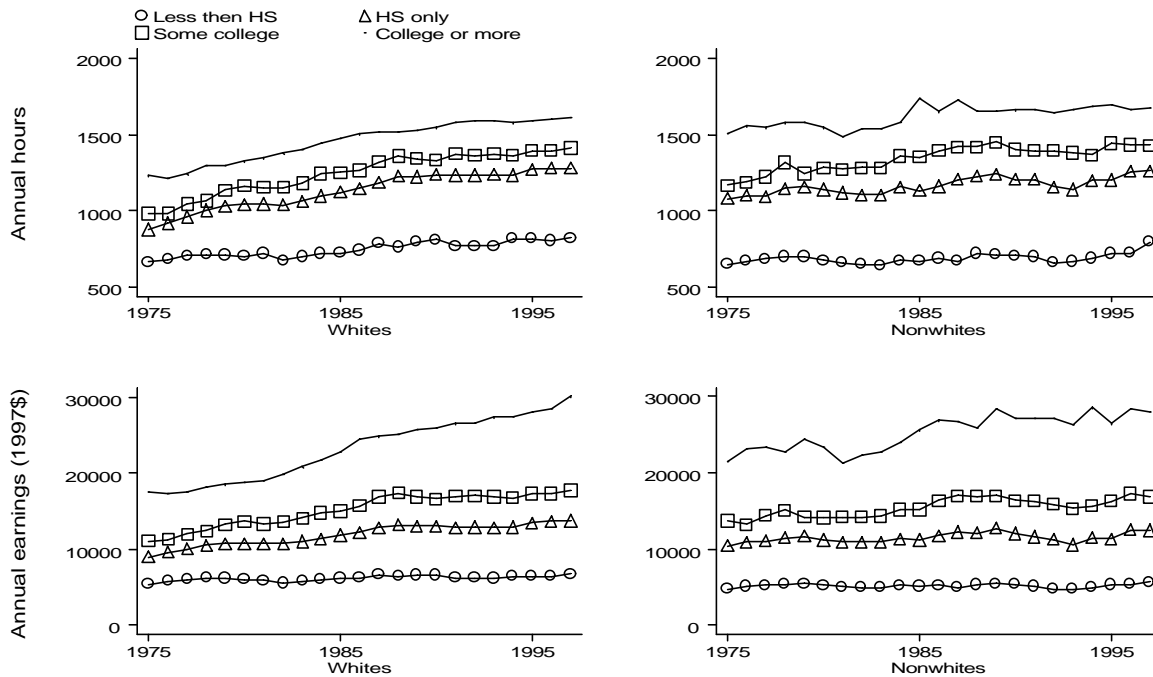 Less then HS HS only
Some college College or more
Annual hours
2000
1500
1000
500
1975 1985 1995
Whites
2000
1500
1000
500
1975 1985 1995
Nonwhites
Annual earnings (1997$)
30000
20000
10000
0
1975 1985 1995
Whites
30000
20000
10000
0
1975 1985 1995
Nonwhites